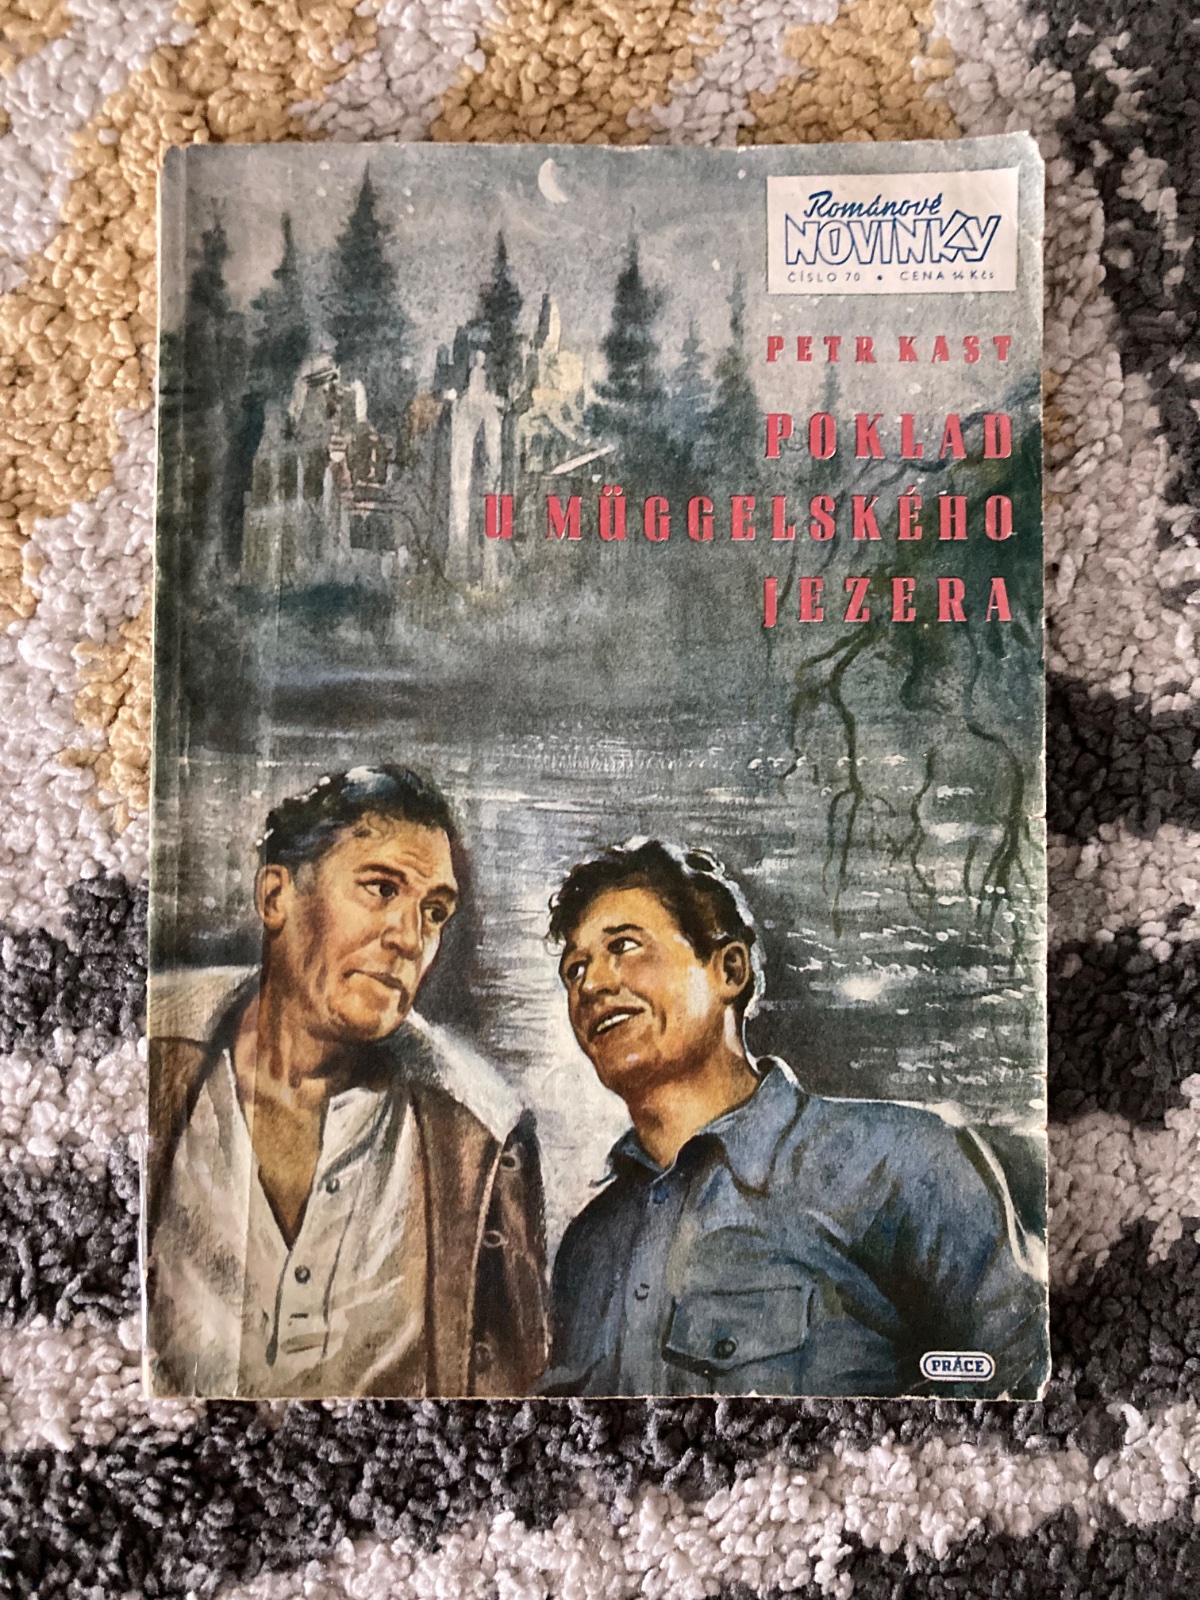 Románové
NOVINKY
ČÍSLO 70 • CENA 14 Kčs
PETR KAST
POKLAD
U MÜGGELSKÉHO
JEZERA
PRÁCE